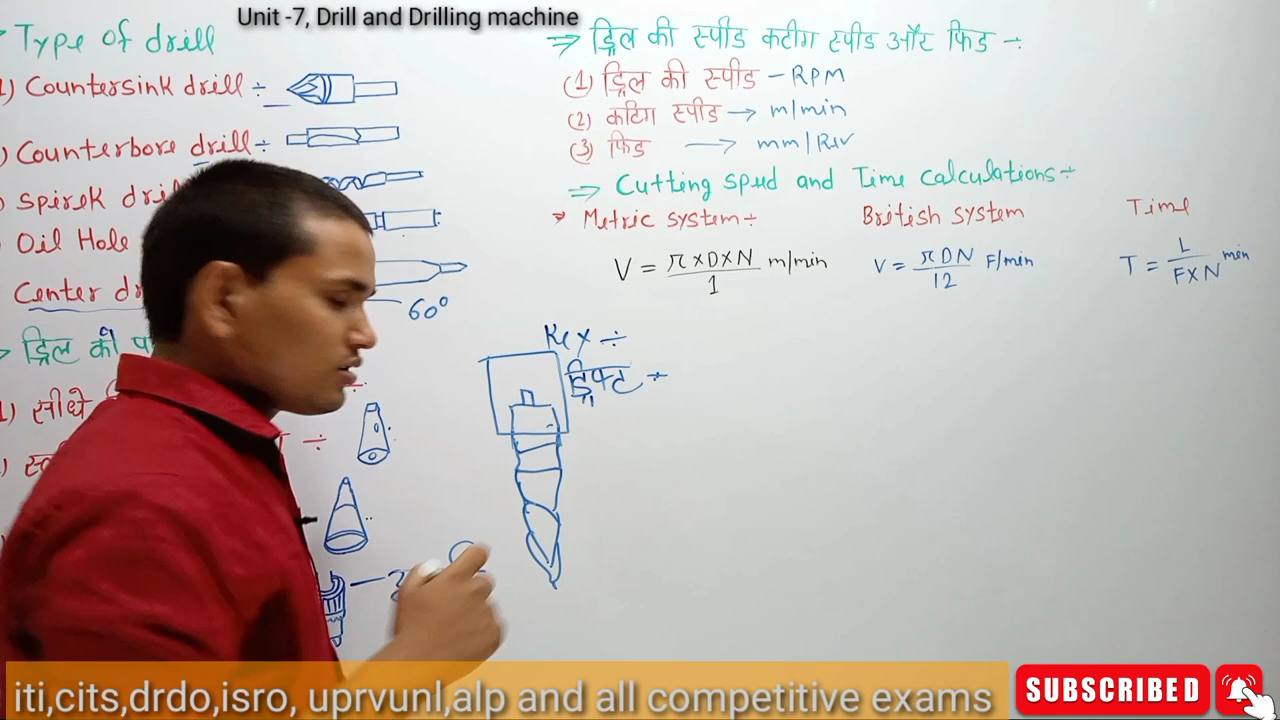 Unit -7, Drill and Drilling machine
Type of drill
1) Countersink drill ÷
) Counterbore drill ÷
) Spirek dri
) Oil Hole
Center d
60°
ड्रिल की
1) सीधे
÷
⇒ ड्रिल की स्पीड कटींग स्पीड और फिड ÷
(1) ड्रिल की स्पीड - RPM
(2) कटिंग स्पीड → m/min
(3) फिड → mm/Rev
⇒ Cutting speed and Time calculations ÷
Metric system ÷
V = π×D×N/1 m/min
British system
V = πDN/12 F/min
Time
T = L/F×N min
Key ÷
ड्रिफ्ट -
iti,cits,drdo,isro, uprvunl,alp and all competitive exams
SUBSCRIBED